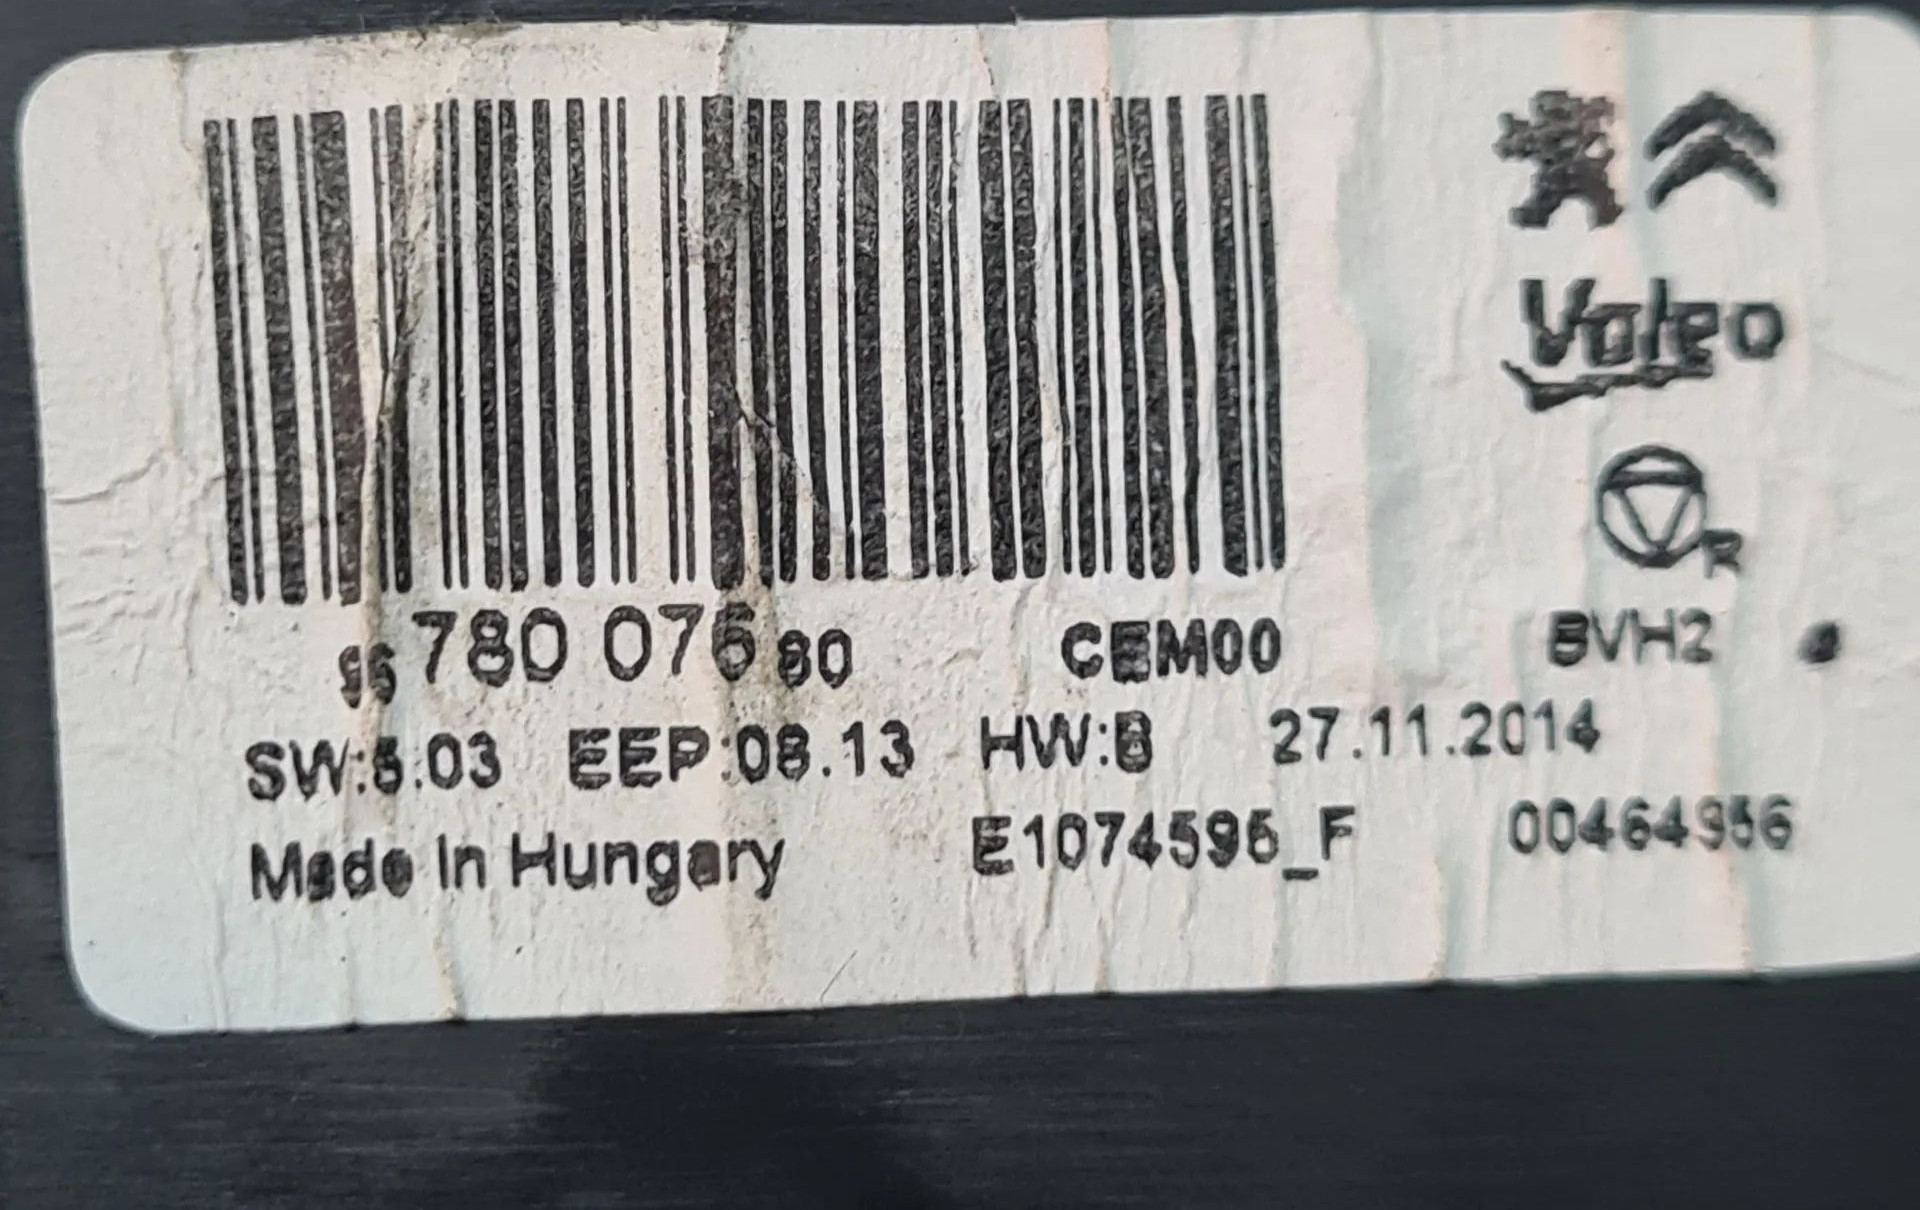 Valeo
R
96 780 076 80 CEM00 BVH2
SW:5.03 EEP:08.13 HW:B 27.11.2014
Made In Hungary E1074595_F 00464956